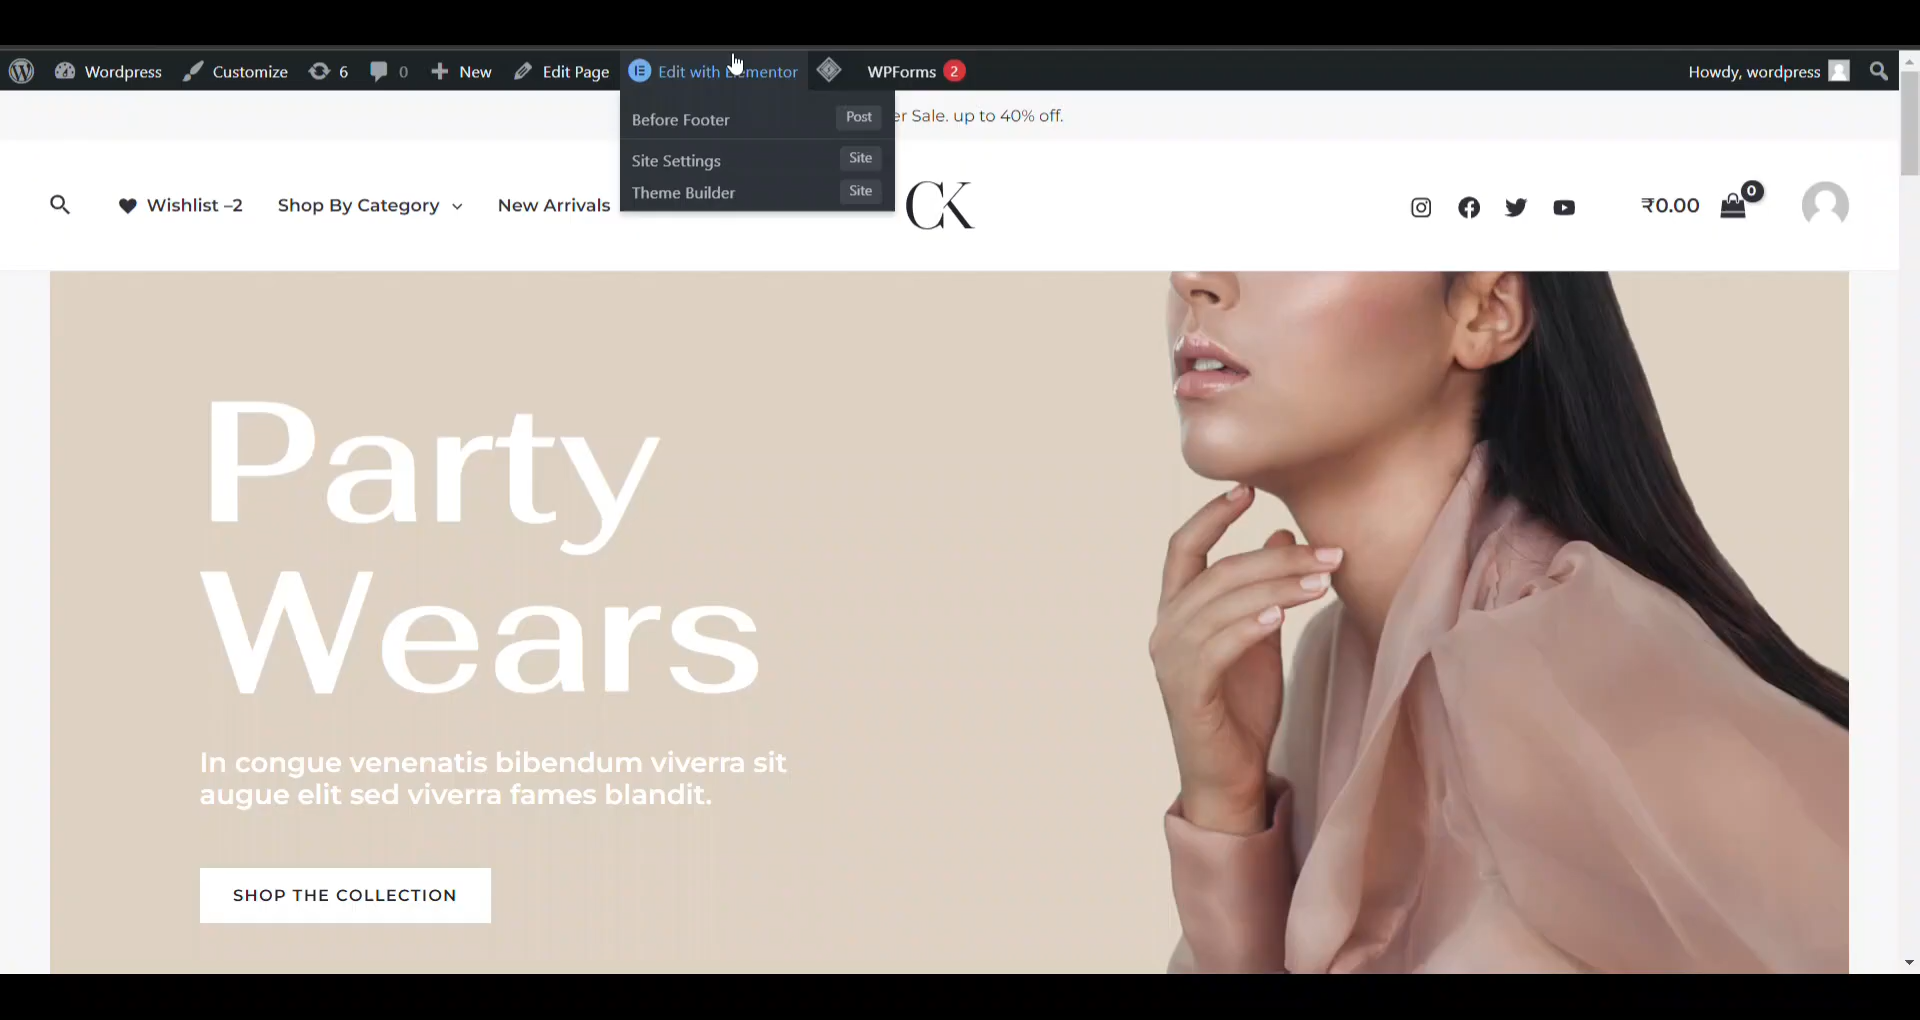 Wordpress Customize 6 0 New Edit Page Edit with Elementor WPForms 2 Howdy, wordpress
Before Footer Post
Site Settings Site
Theme Builder Site
er Sale. up to 40% off.
Wishlist –2 Shop By Category New Arrivals CK ₹0.00 0
Party
Wears
In congue venenatis bibendum viverra sit
augue elit sed viverra fames blandit.
SHOP THE COLLECTION